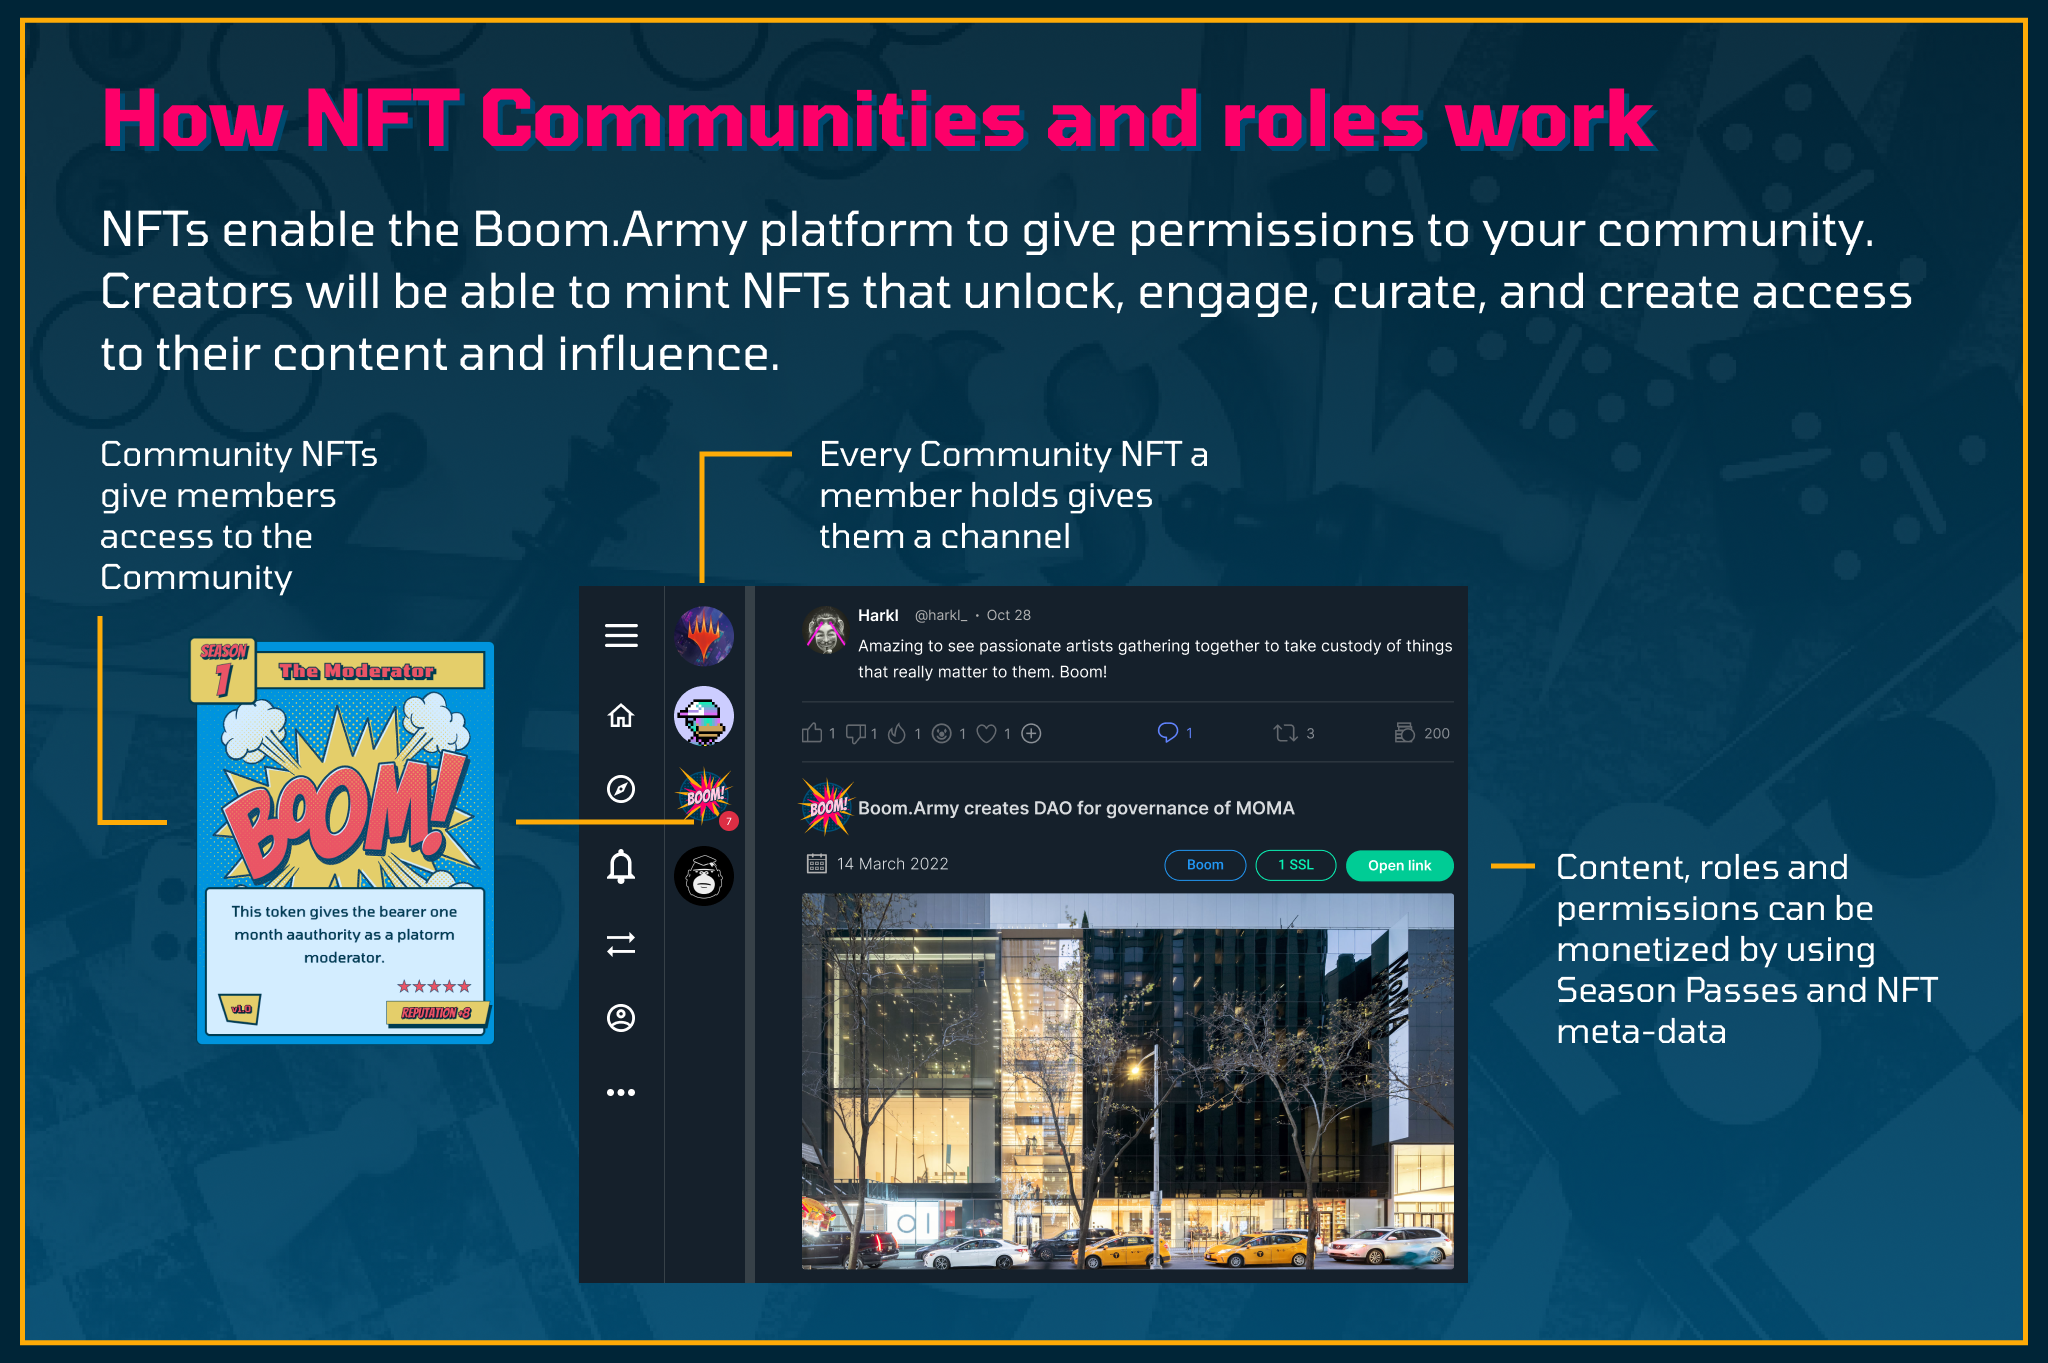 How NFT Communities and roles work
NFTs enable the Boom.Army platform to give permissions to your community.
Creators will be able to mint NFTs that unlock, engage, curate, and create access
to their content and influence.
Community NFTs
give members
access to the
Community
Every Community NFT a
member holds gives
them a channel
SEASON
1
The Moderator
BOOM!
This token gives the bearer one
month aauthority as a platorm
moderator.
v1.0
REPUTATION +8
BOOM!
7
Harkl @harkl_ · Oct 28
Amazing to see passionate artists gathering together to take custody of things
that really matter to them. Boom!
1 1 1 1 1 1 3 200
BOOM!
Boom.Army creates DAO for governance of MOMA
14 March 2022 Boom 1 SSL Open link
MOMA
Content, roles and
permissions can be
monetized by using
Season Passes and NFT
meta-data